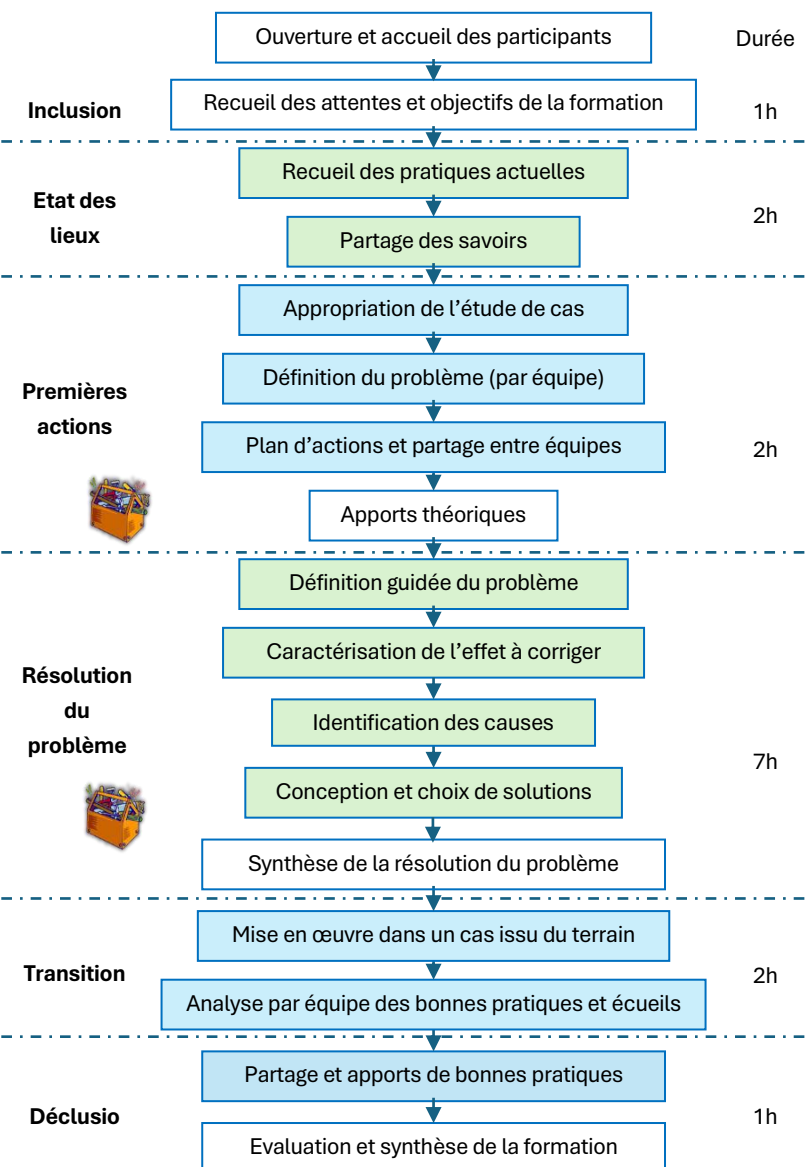 Ouverture et accueil des participants
Durée
Recueil des attentes et objectifs de la formation
Inclusion
1h
Recueil des pratiques actuelles
Etat des
lieux
2h
Partage des savoirs
Appropriation de l’étude de cas
Définition du problème (par équipe)
Premières
actions
Plan d’actions et partage entre équipes
2h
Apports théoriques
Définition guidée du problème
Caractérisation de l’effet à corriger
Résolution
du
problème
Identification des causes
7h
Conception et choix de solutions
Synthèse de la résolution du problème
Mise en œuvre dans un cas issu du terrain
Transition
2h
Analyse par équipe des bonnes pratiques et écueils
Partage et apports de bonnes pratiques
Déclusio
1h
Evaluation et synthèse de la formation